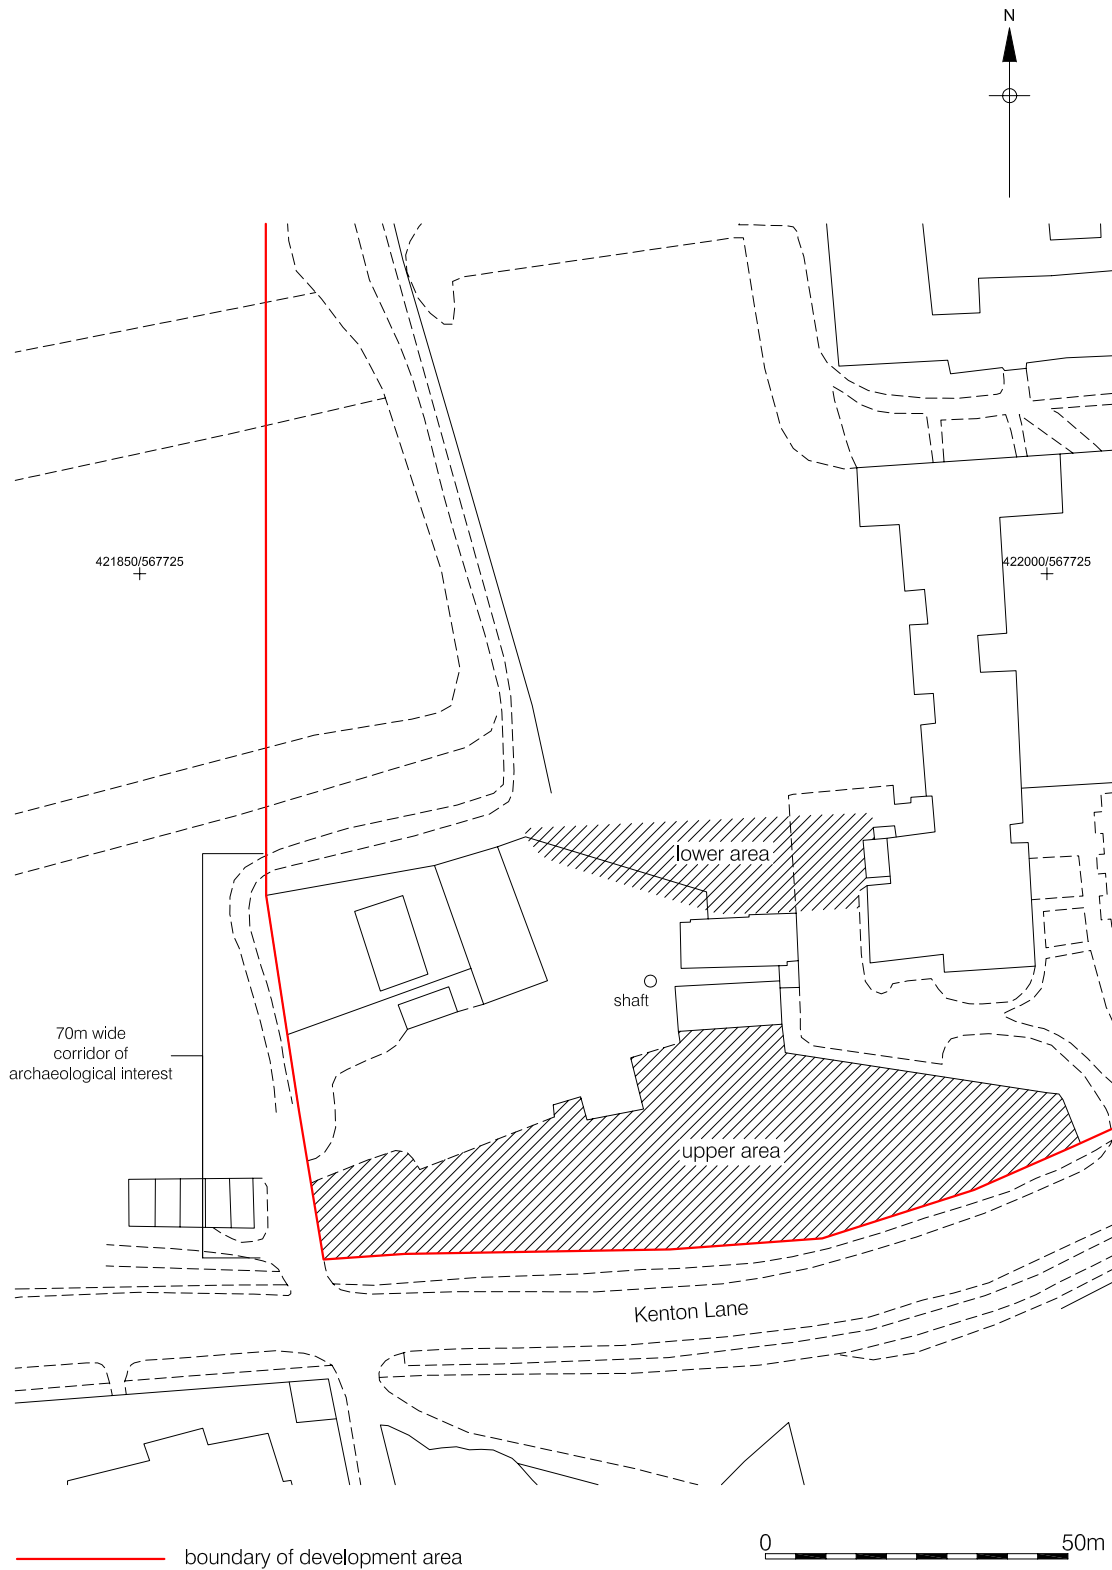 N
421850/567725
422000/567725
lower area
shaft
70m wide
corridor of
archaeological interest
upper area
Kenton Lane
boundary of development area
0 50m